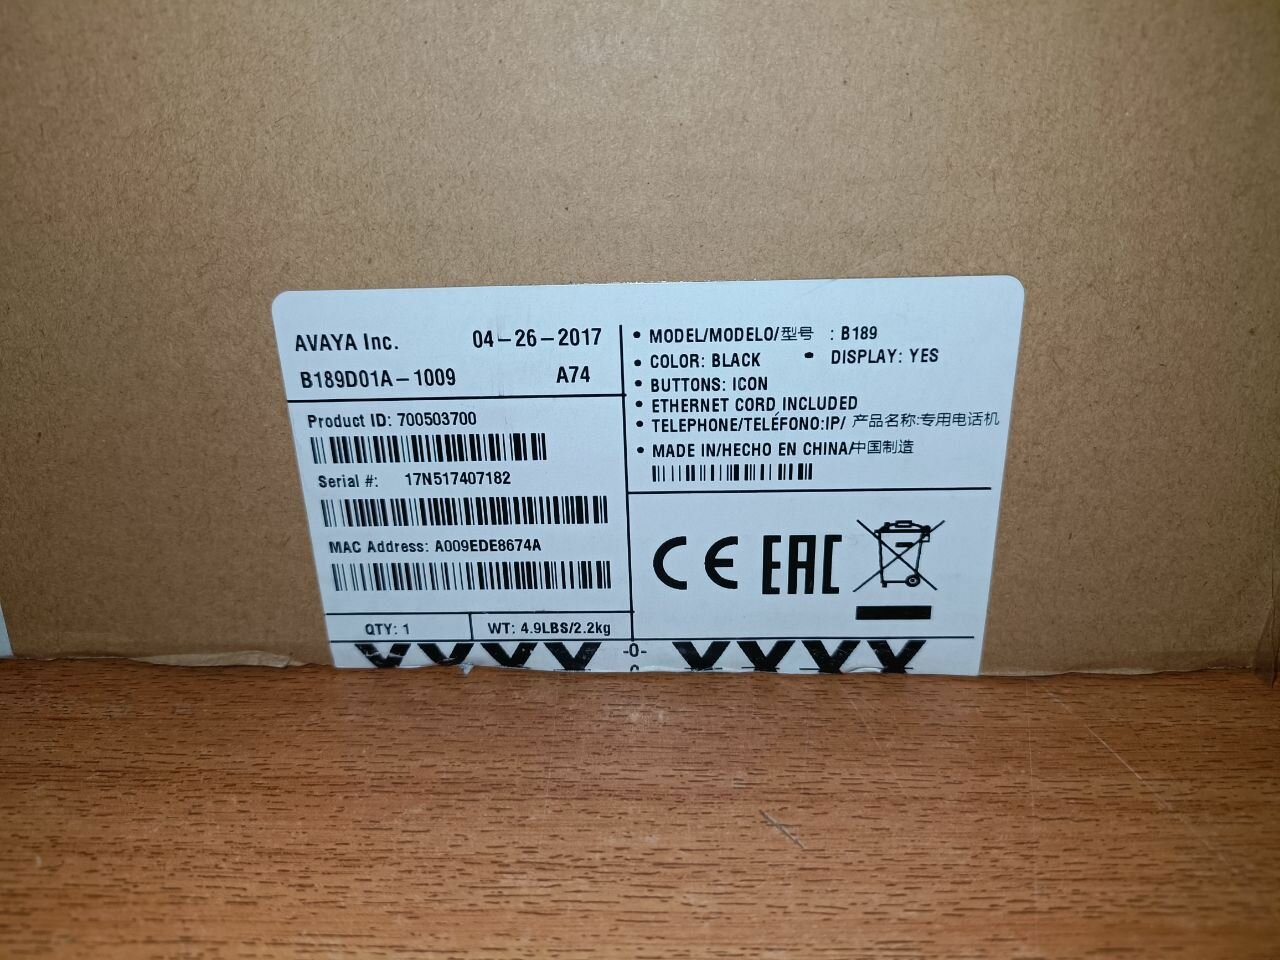 AVAYA Inc. 04-26-2017
B189D01A-1009 A74
Product ID: 700503700
Serial #: 17N517407182
MAC Address: A009EDE8674A
QTY: 1 WT: 4.9LBS/2.2kg
• MODEL/MODELO/型号 : B189
• COLOR: BLACK • DISPLAY: YES
• BUTTONS: ICON
• ETHERNET CORD INCLUDED
• TELEPHONE/TELÉFONO:IP/ 产品名称:专用电话机
• MADE IN/HECHO EN CHINA/中国制造
CE EAC
YYYY -0- YYYY